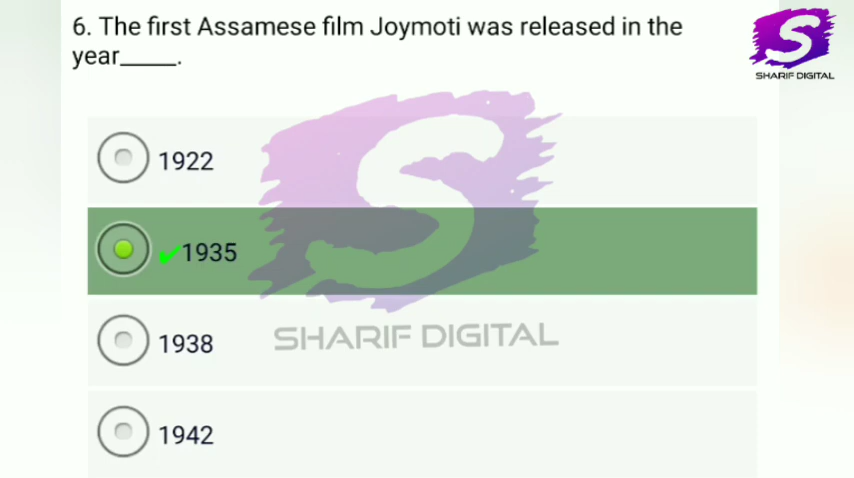 6. The first Assamese film Joymoti was released in the
year_____.
SHARIF DIGITAL
1922
1935
1938
SHARIF DIGITAL
1942